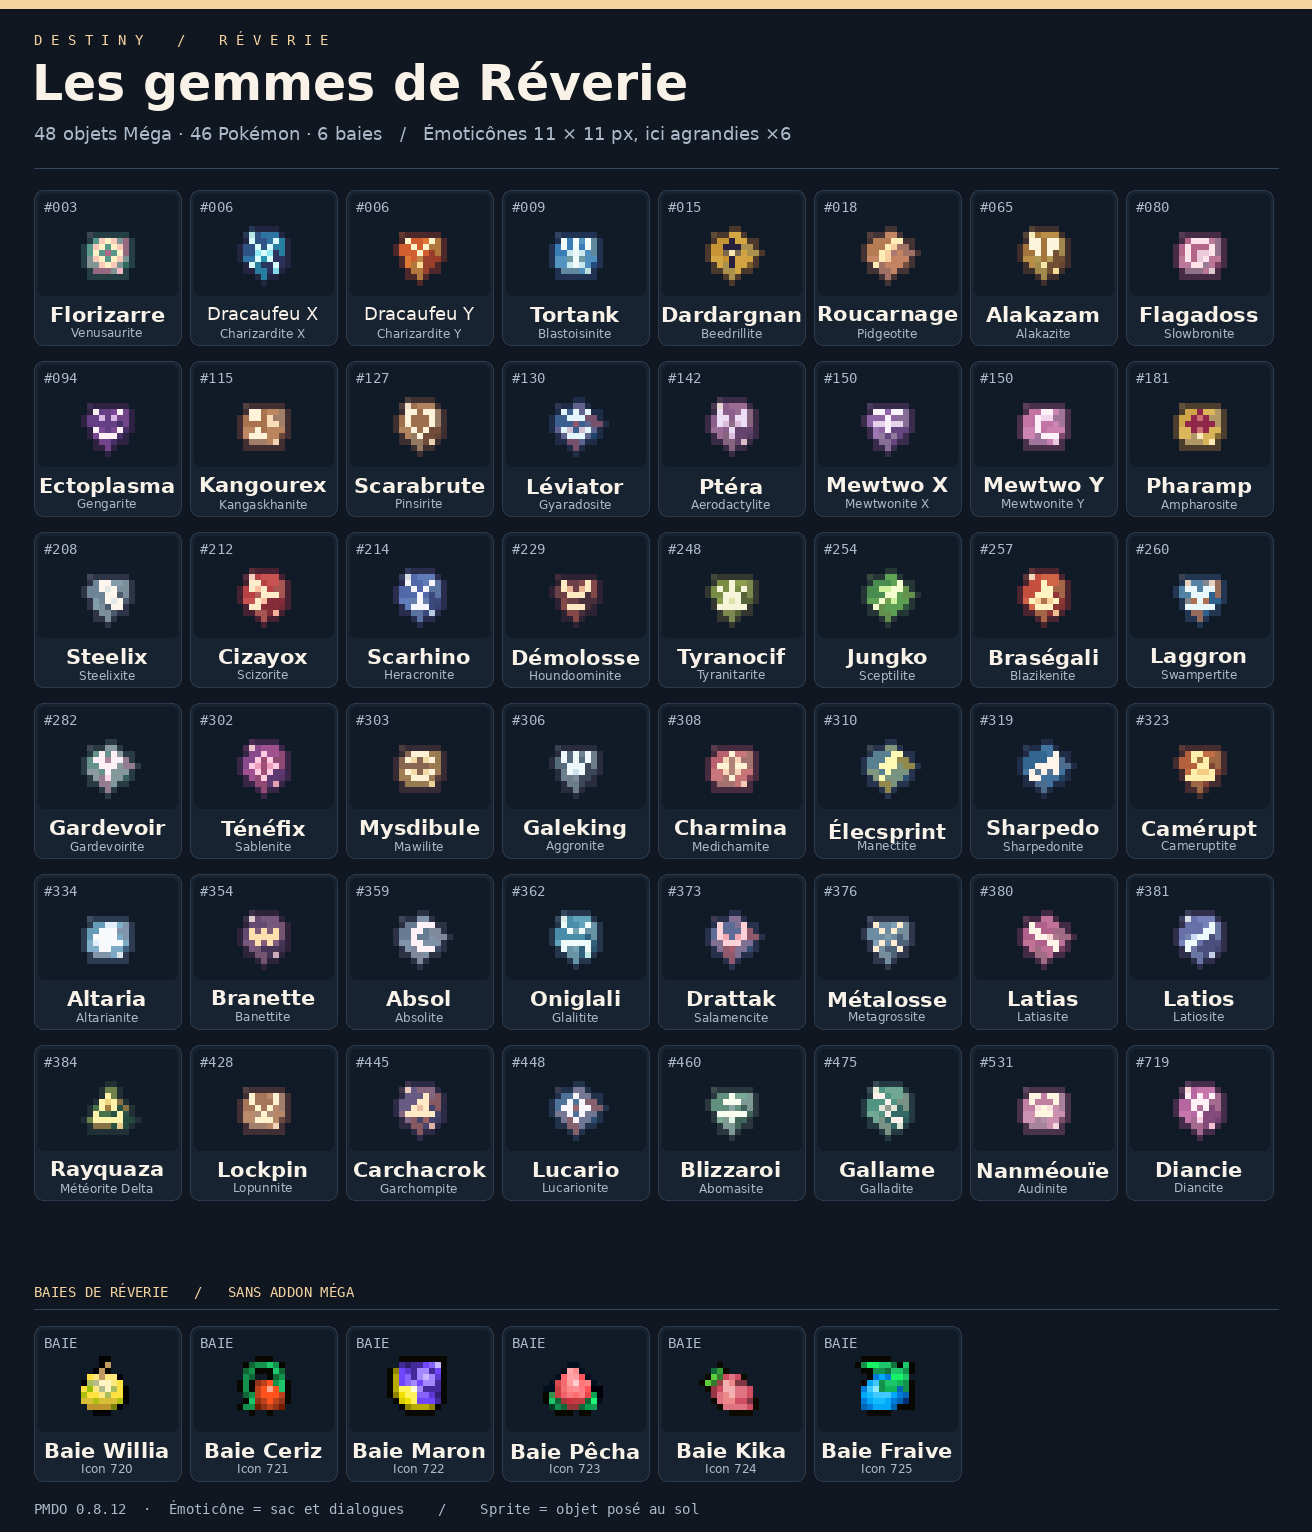 DESTINY / RÉVERIE
Les gemmes de Réverie
48 objets Méga · 46 Pokémon · 6 baies / Émoticônes 11 × 11 px, ici agrandies ×6
#003 #006 #006 #009 #015 #018 #065 #080
Florizarre Dracaufeu X Dracaufeu Y Tortank Dardargnan Roucarnage Alakazam Flagadoss
Venusaurite Charizardite X Charizardite Y Blastoisinite Beedrillite Pidgeotite Alakazite Slowbronite
#094 #115 #127 #130 #142 #150 #150 #181
Ectoplasma Kangourex Scarabrute Léviator Ptéra Mewtwo X Mewtwo Y Pharamp
Gengarite Kangaskhanite Pinsirite Gyaradosite Aerodactylite Mewtwonite X Mewtwonite Y Ampharosite
#208 #212 #214 #229 #248 #254 #257 #260
Steelix Cizayox Scarhino Démolosse Tyranocif Jungko Braségali Laggron
Steelixite Scizorite Heracronite Houndoominite Tyranitarite Sceptilite Blazikenite Swampertite
#282 #302 #303 #306 #308 #310 #319 #323
Gardevoir Ténéfix Mysdibule Galeking Charmina Élecsprint Sharpedo Camérupt
Gardevoirite Sablenite Mawilite Aggronite Medichamite Manectite Sharpedonite Cameruptite
#334 #354 #359 #362 #373 #376 #380 #381
Altaria Branette Absol Oniglali Drattak Métalosse Latias Latios
Altarianite Banettite Absolite Glalitite Salamencite Metagrossite Latiasite Latiosite
#384 #428 #445 #448 #460 #475 #531 #719
Rayquaza Lockpin Carchacrok Lucario Blizzaroi Gallame Nanméouïe Diancie
Météorite Delta Lopunnite Garchompite Lucarionite Abomasite Galladite Audinite Diancite
BAIES DE RÉVERIE / SANS ADDON MÉGA
BAIE BAIE BAIE BAIE BAIE BAIE
Baie Willia Baie Ceriz Baie Maron Baie Pêcha Baie Kika Baie Fraive
Icon 720 Icon 721 Icon 722 Icon 723 Icon 724 Icon 725
PMDO 0.8.12 · Émoticône = sac et dialogues / Sprite = objet posé au sol